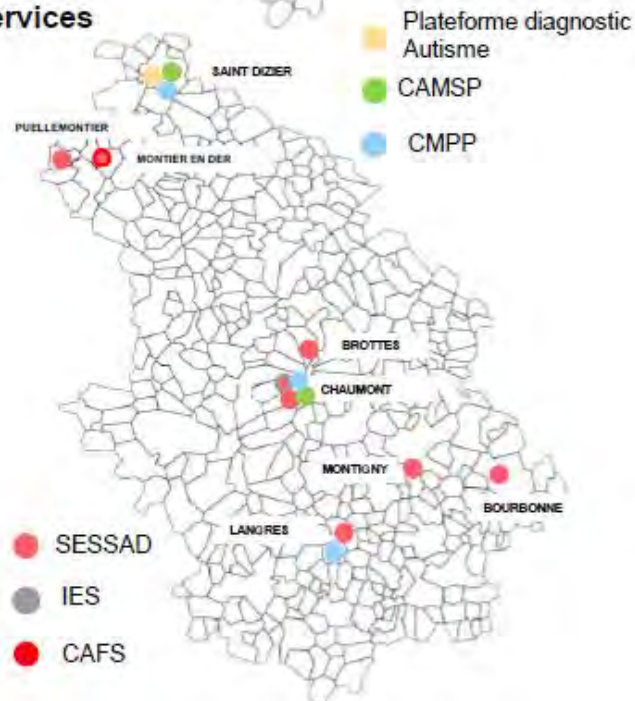 ervices
Plateforme diagnostic
Autisme
CAMSP
CMPP
SAINT DIZIER
PUELLEMONTIER
MONTIER EN DER
BROTTES
CHAUMONT
MONTIGNY
BOURBONNE
LANGRES
SESSAD
IES
CAFS